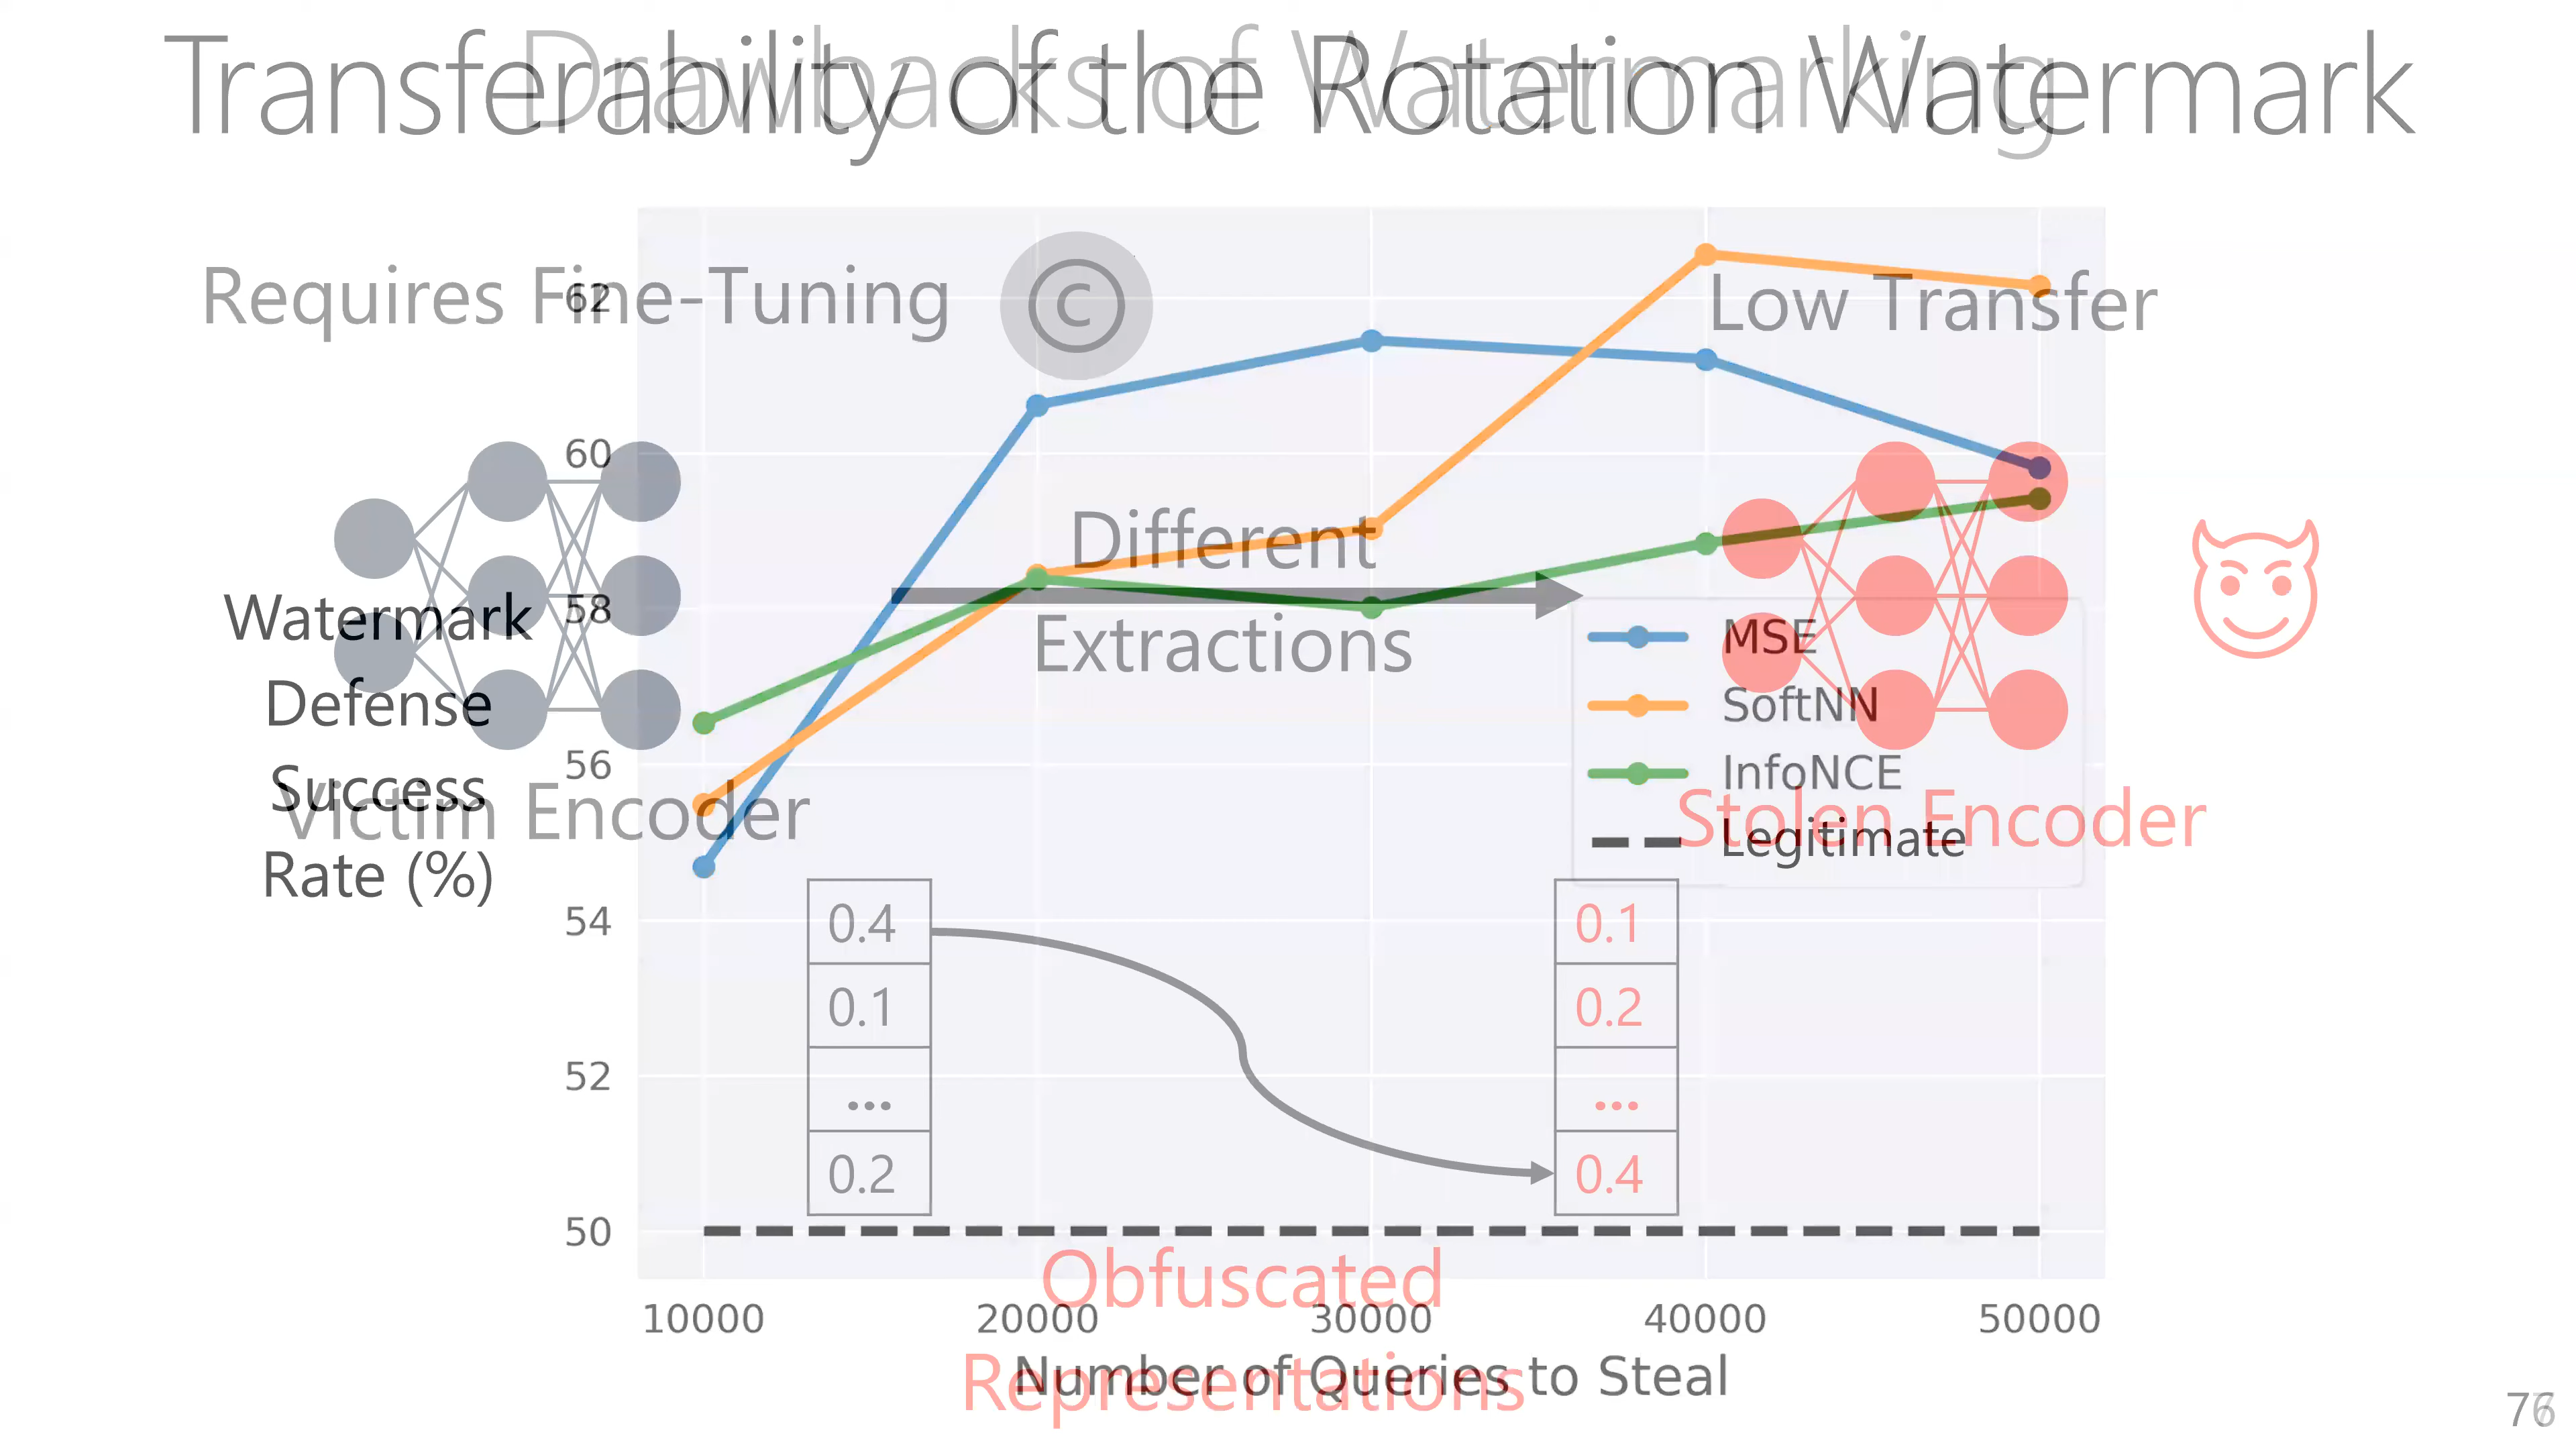 Transferability of the Rotation Watermark
Drawbacks of Watermarking
Requires Fine-Tuning
©
Low Transfer
62
60
58
56
54
52
50
Watermark
Defense
Success
Rate (%)
Different
Extractions
MSE
SoftNN
InfoNCE
Legitimate
Victim Encoder
Stolen Encoder
0.4
0.1
...
0.2
0.1
0.2
...
0.4
Obfuscated
Representations
10000 20000 30000 40000 50000
Number of Queries to Steal
76
77